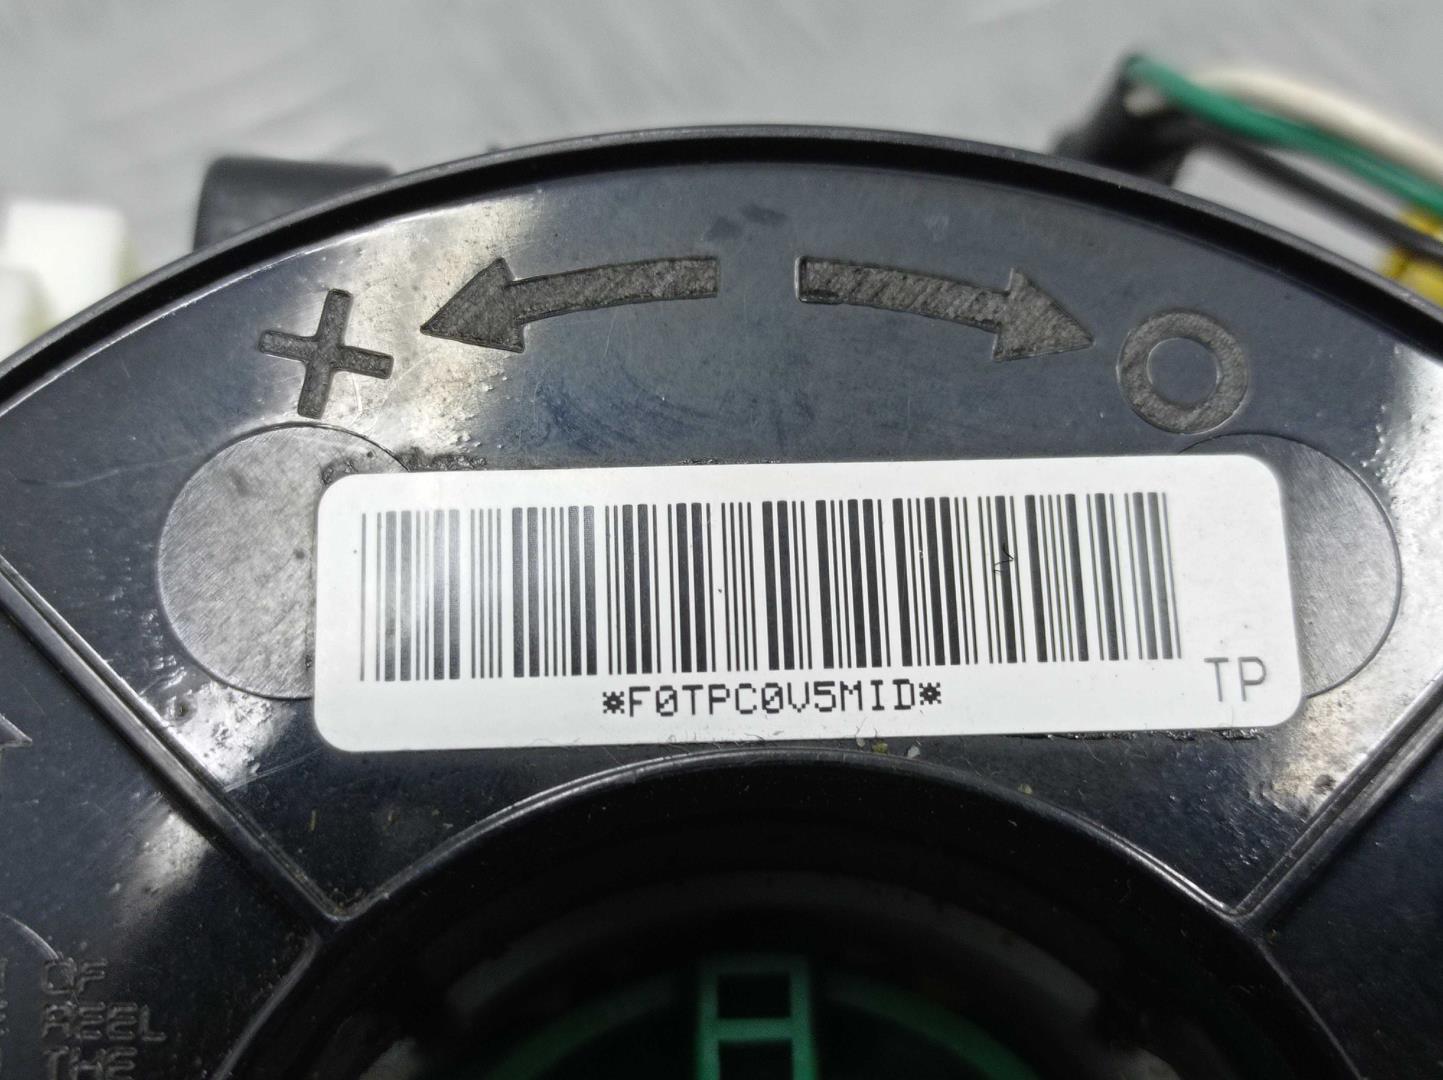 *F0TPC0V5MID*
TP
OF
REEL
THE